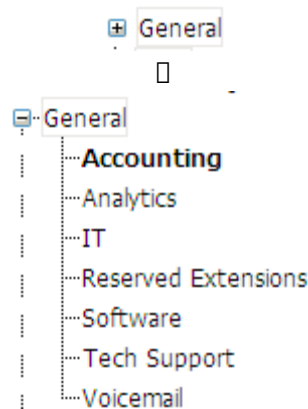 General
General
Accounting
Analytics
IT
Reserved Extensions
Software
Tech Support
Voicemail